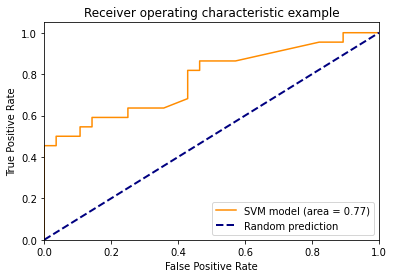 Receiver operating characteristic example
True Positive Rate
1.0
0.8
0.6
0.4
0.2
0.0
SVM model (area = 0.77)
Random prediction
0.0 0.2 0.4 0.6 0.8 1.0
False Positive Rate